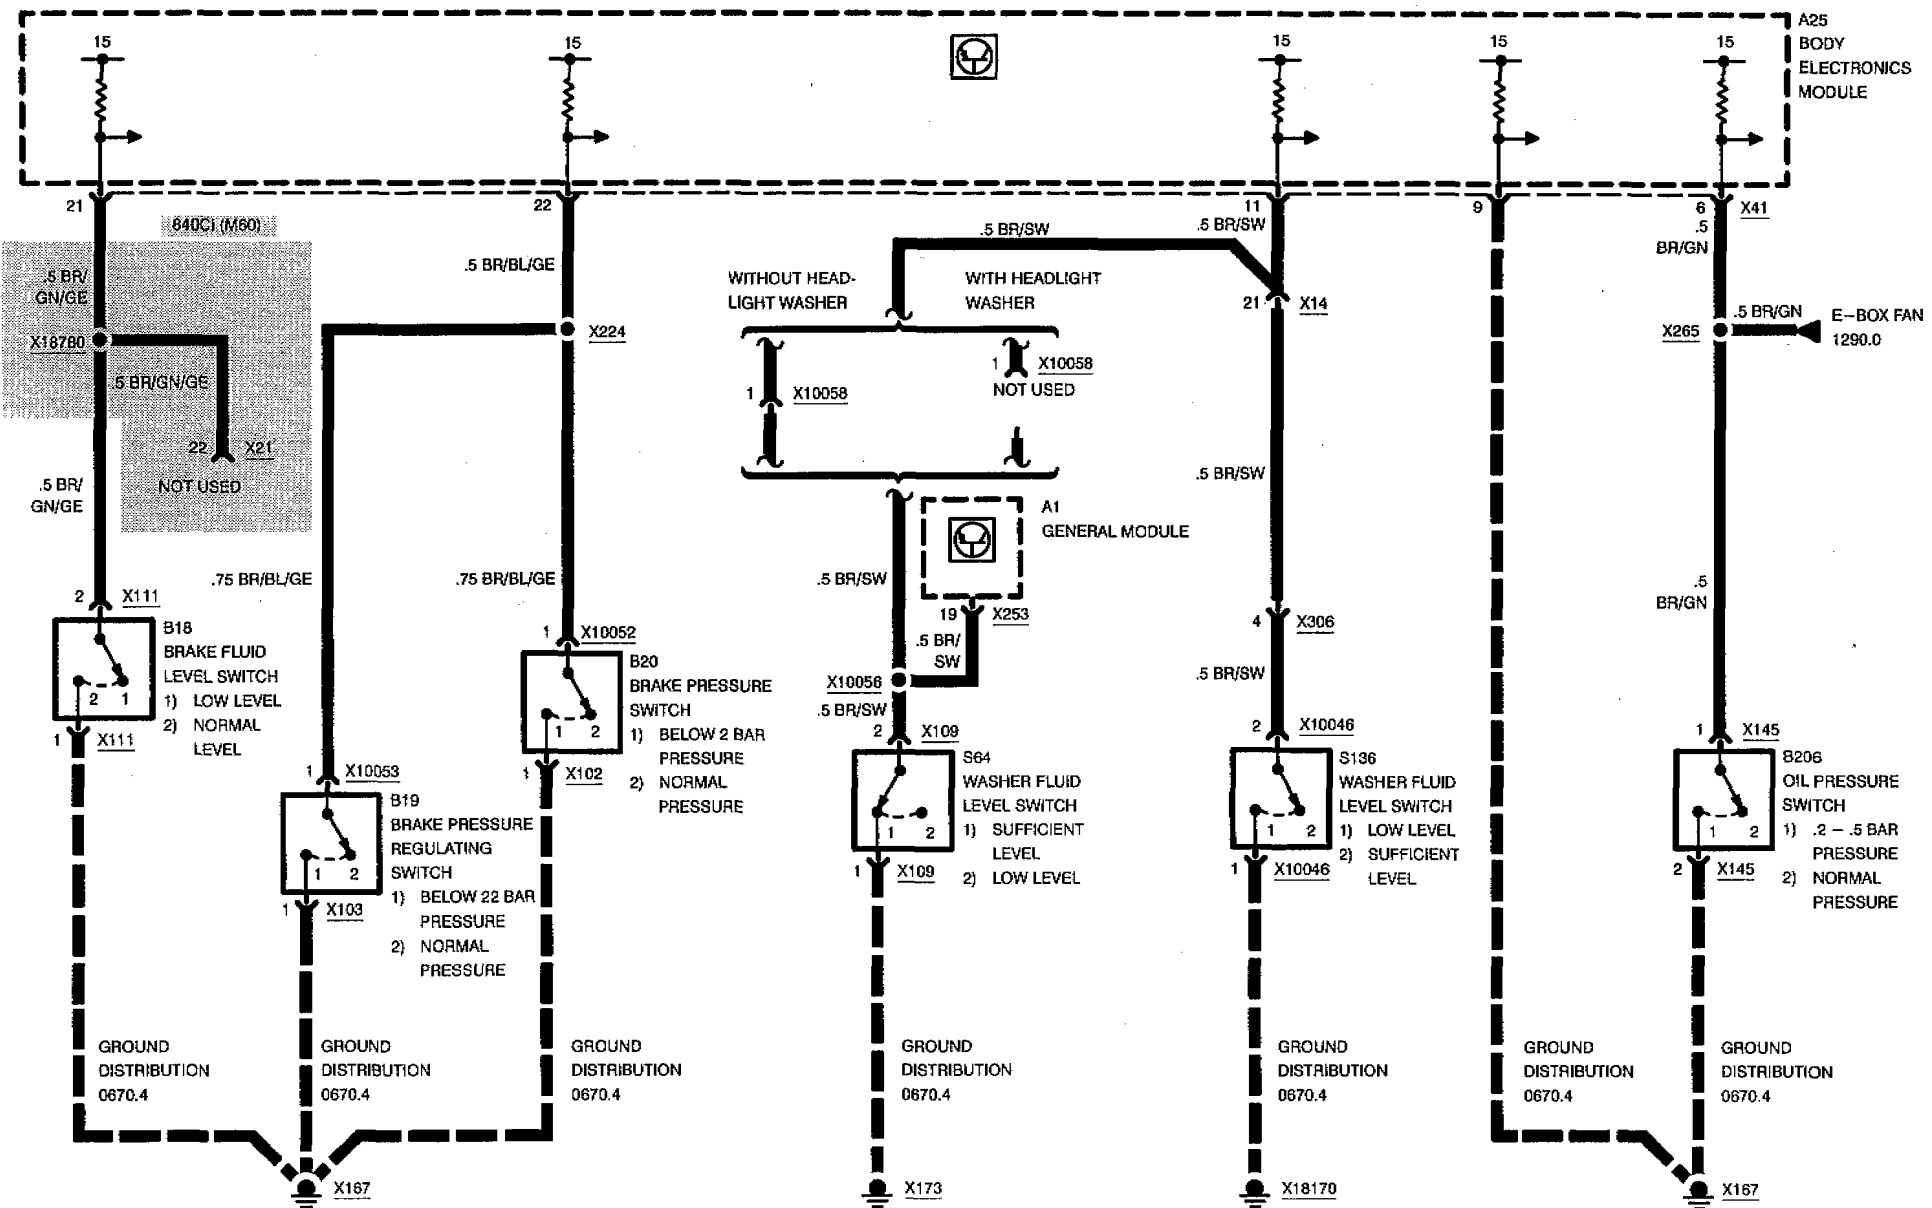 A25
BODY
ELECTRONICS
MODULE
15
15
15
15
15
21
22
11
9
6
X41
840CI (M60)
.5 BR/
GN/GE
X18780
.5 BR/GN/GE
22
X21
NOT USED
.5 BR/
GN/GE
2
X111
B18
BRAKE FLUID
LEVEL SWITCH
1) LOW LEVEL
2) NORMAL
LEVEL
2 1
1
X111
.5 BR/BL/GE
X224
.75 BR/BL/GE
.75 BR/BL/GE
1
X10053
B19
BRAKE PRESSURE
REGULATING
SWITCH
1) BELOW 22 BAR
PRESSURE
2) NORMAL
PRESSURE
1 2
1
X103
1
X10052
B20
BRAKE PRESSURE
SWITCH
1) BELOW 2 BAR
PRESSURE
2) NORMAL
PRESSURE
1 2
1
X102
.5 BR/SW
.5 BR/SW
WITHOUT HEAD-
LIGHT WASHER
WITH HEADLIGHT
WASHER
1
X10058
1
X10058
NOT USED
A1
GENERAL MODULE
.5 BR/SW
19
X253
.5 BR/
SW
X10056
.5 BR/SW
2
X109
S64
WASHER FLUID
LEVEL SWITCH
1) SUFFICIENT
LEVEL
2) LOW LEVEL
1 2
1
X109
21
X14
.5 BR/SW
4
X306
.5 BR/SW
2
X10046
S136
WASHER FLUID
LEVEL SWITCH
1) LOW LEVEL
2) SUFFICIENT
LEVEL
1 2
1
X10046
.5
BR/GN
X265
.5 BR/GN
E-BOX FAN
1290.0
.5
BR/GN
1
X145
B206
OIL PRESSURE
SWITCH
1) .2 - .5 BAR
PRESSURE
2) NORMAL
PRESSURE
1 2
2
X145
GROUND
DISTRIBUTION
0670.4
GROUND
DISTRIBUTION
0670.4
GROUND
DISTRIBUTION
0670.4
GROUND
DISTRIBUTION
0670.4
GROUND
DISTRIBUTION
0670.4
GROUND
DISTRIBUTION
0670.4
GROUND
DISTRIBUTION
0670.4
X167
X173
X18170
X167